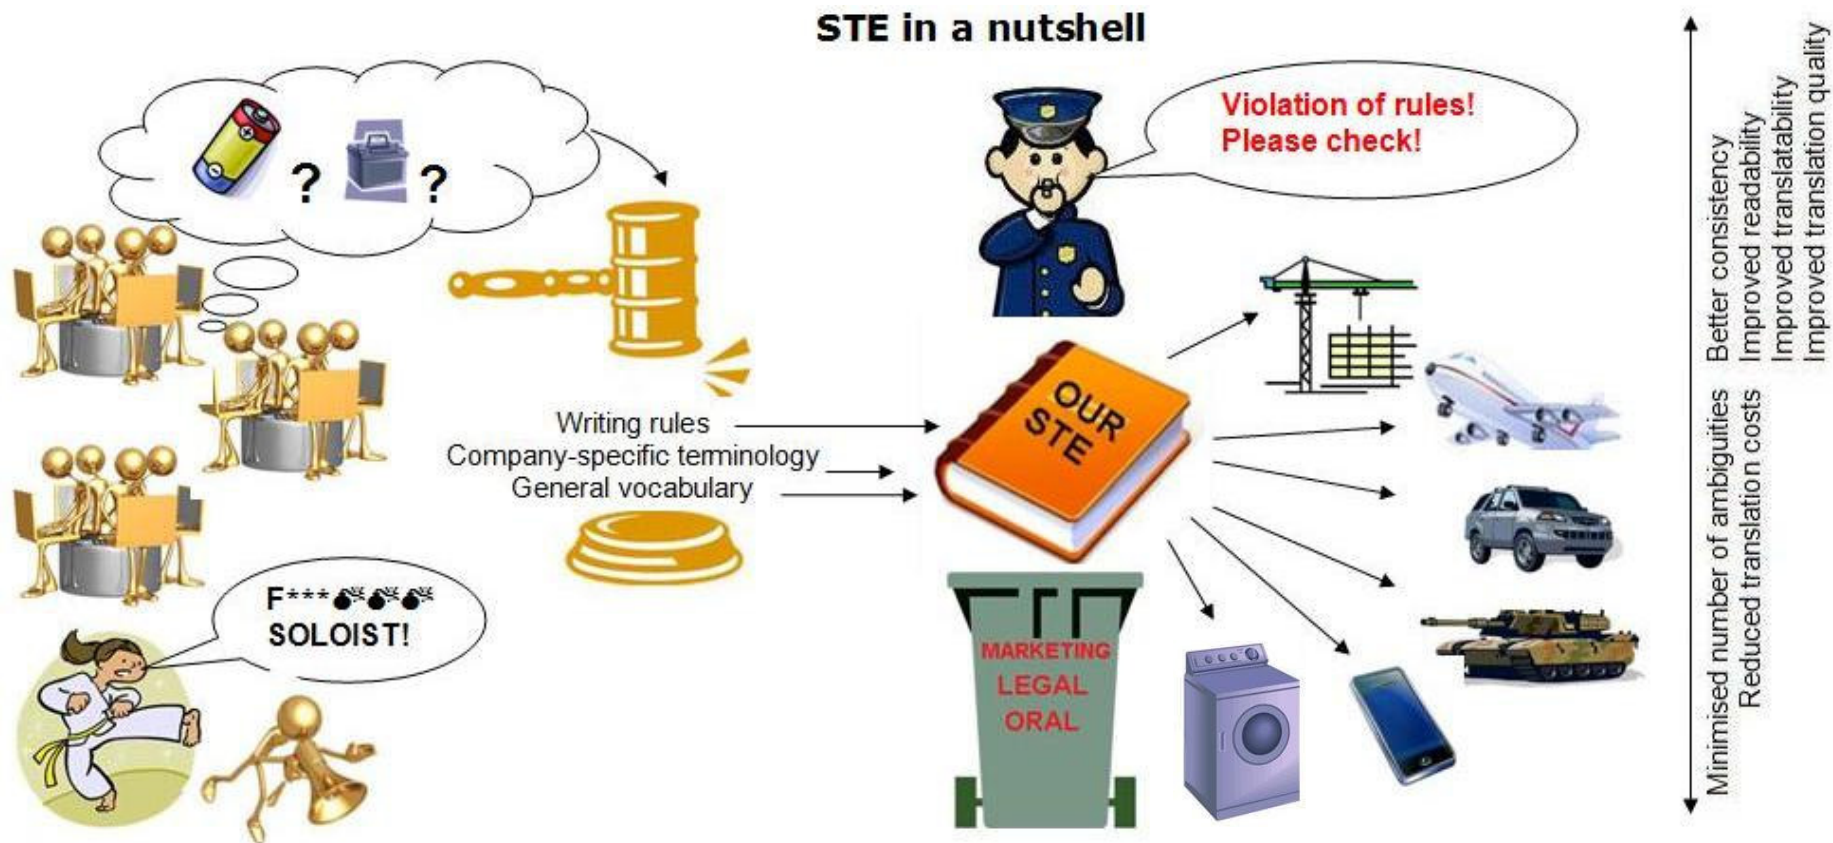 STE in a nutshell
? ?
Violation of rules!
Please check!
Writing rules
Company-specific terminology
General vocabulary
OUR
STE
F***💣💣💣
SOLOIST!
MARKETING
LEGAL
ORAL
Better consistency
Improved readability
Improved translatability
Improved translation quality
Minimised number of ambiguities
Reduced translation costs